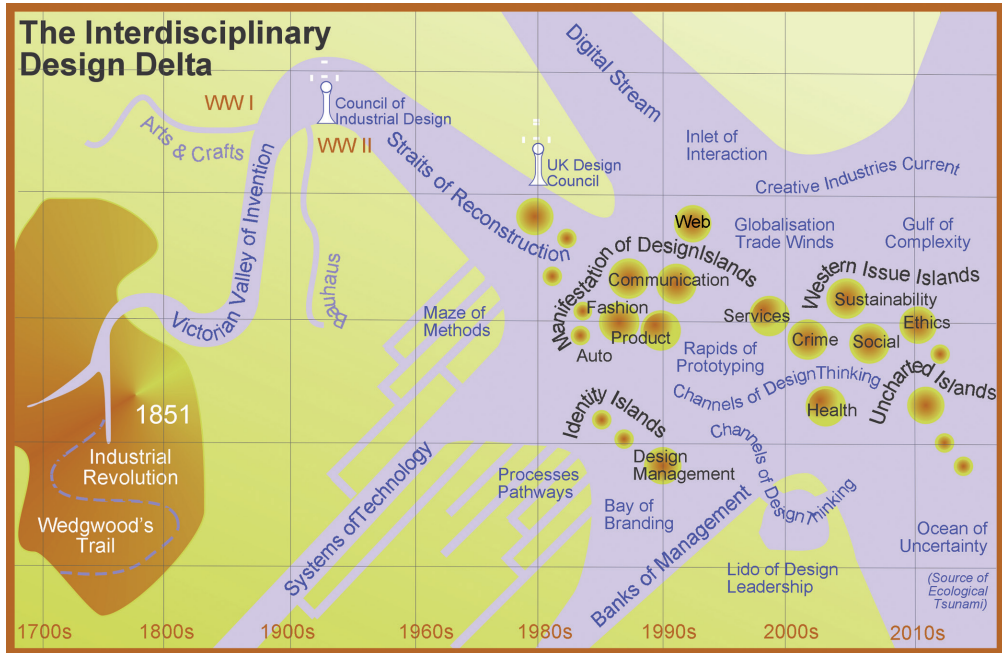 The Interdisciplinary
Design Delta
WW I
Council of
Industrial Design
WW II
Arts & Crafts
Victorian Valley of Invention
Bauhaus
Straits of Reconstruction
Digital Stream
UK Design
Council
Inlet of
Interaction
Creative Industries Current
Web
Globalisation
Trade Winds
Gulf of
Complexity
Manifestation of DesignIslands
Communication
Fashion
Product
Auto
Services
Western Issue Islands
Sustainability
Ethics
Crime
Social
Maze of
Methods
Rapids of
Prototyping
Channels of DesignThinking
Uncharted Islands
Health
1851
Industrial
Revolution
Wedgwood's
Trail
Identity Islands
Design
Management
Channels of DesignThinking
Systems ofTechnology
Processes
Pathways
Bay of
Branding
Banks of Management
Lido of Design
Leadership
Ocean of
Uncertainty
(Source of
Ecological
Tsunami)
1700s
1800s
1900s
1960s
1980s
1990s
2000s
2010s